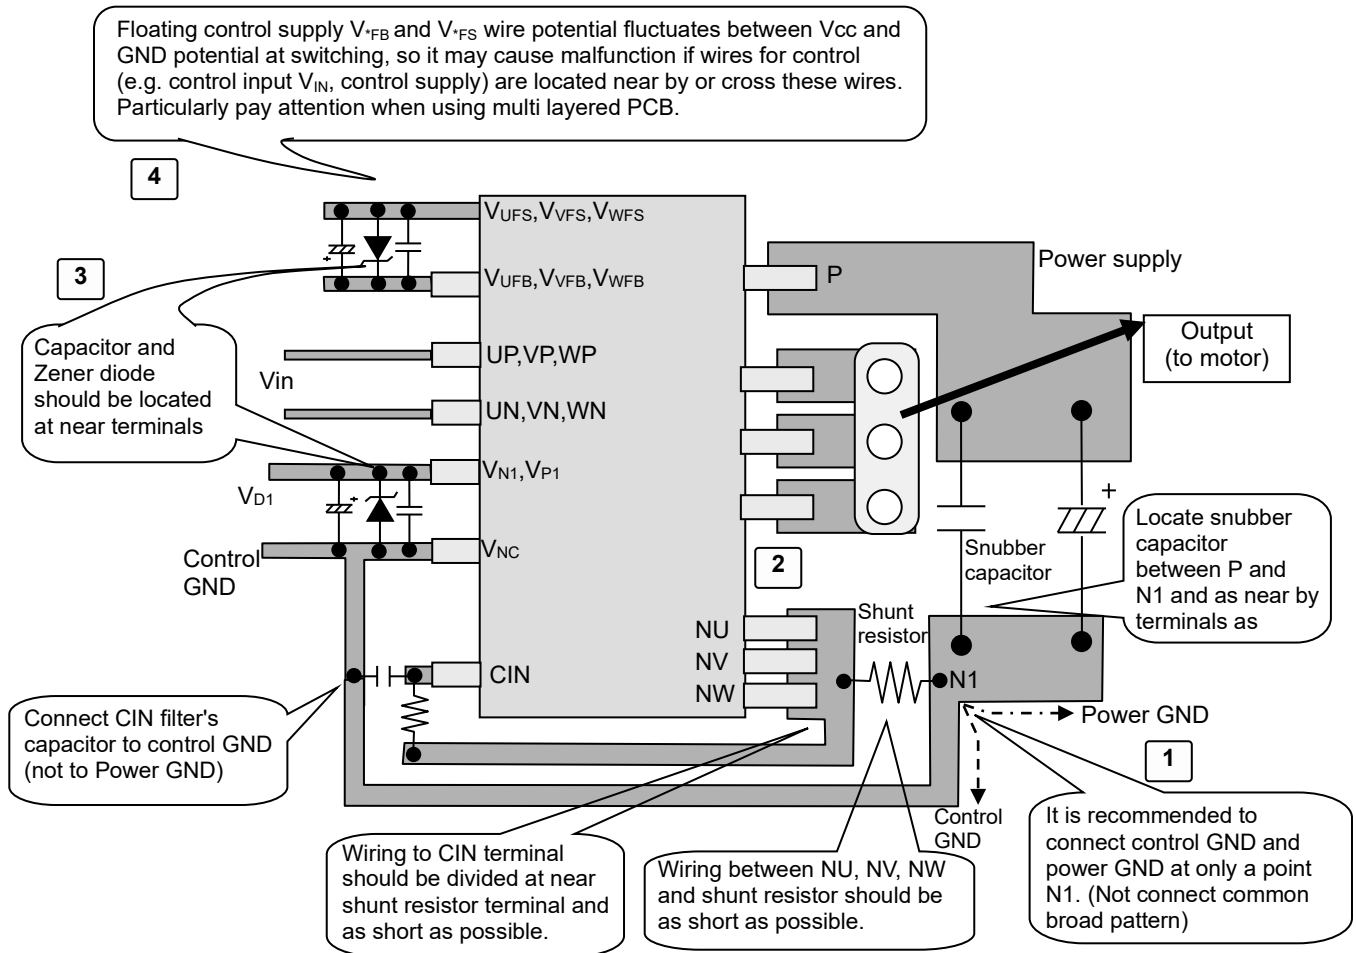 Floating control supply V*FB and V*FS wire potential fluctuates between Vcc and
GND potential at switching, so it may cause malfunction if wires for control
(e.g. control input VIN, control supply) are located near by or cross these wires.
Particularly pay attention when using multi layered PCB.
4
VUFS,VVFS,VWFS
3
VUFB,VVFB,VWFB
P
Power supply
Output
(to motor)
Capacitor and
Zener diode
should be located
at near terminals
Vin
UP,VP,WP
UN,VN,WN
VN1,VP1
VD1
+
+
+
Control
GND
VNC
2
Snubber
capacitor
Locate snubber
capacitor
between P and
N1 and as near by
terminals as
Shunt
resistor
NU
NV
NW
CIN
N1
Connect CIN filter's
capacitor to control GND
(not to Power GND)
Power GND
1
Control
GND
Wiring to CIN terminal
should be divided at near
shunt resistor terminal and
as short as possible.
Wiring between NU, NV, NW
and shunt resistor should be
as short as possible.
It is recommended to
connect control GND and
power GND at only a point
N1. (Not connect common
broad pattern)